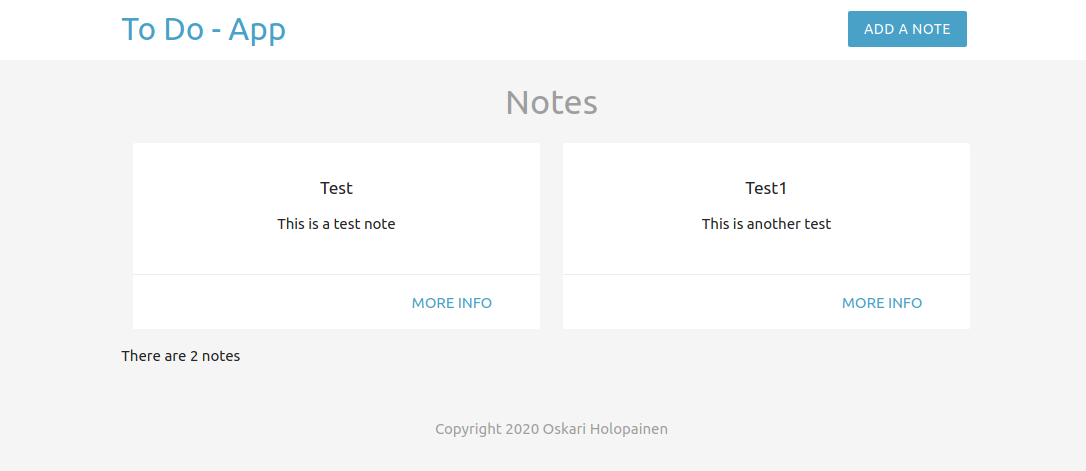 To Do - App
ADD A NOTE
Notes
Test
This is a test note
MORE INFO
Test1
This is another test
MORE INFO
There are 2 notes
Copyright 2020 Oskari Holopainen